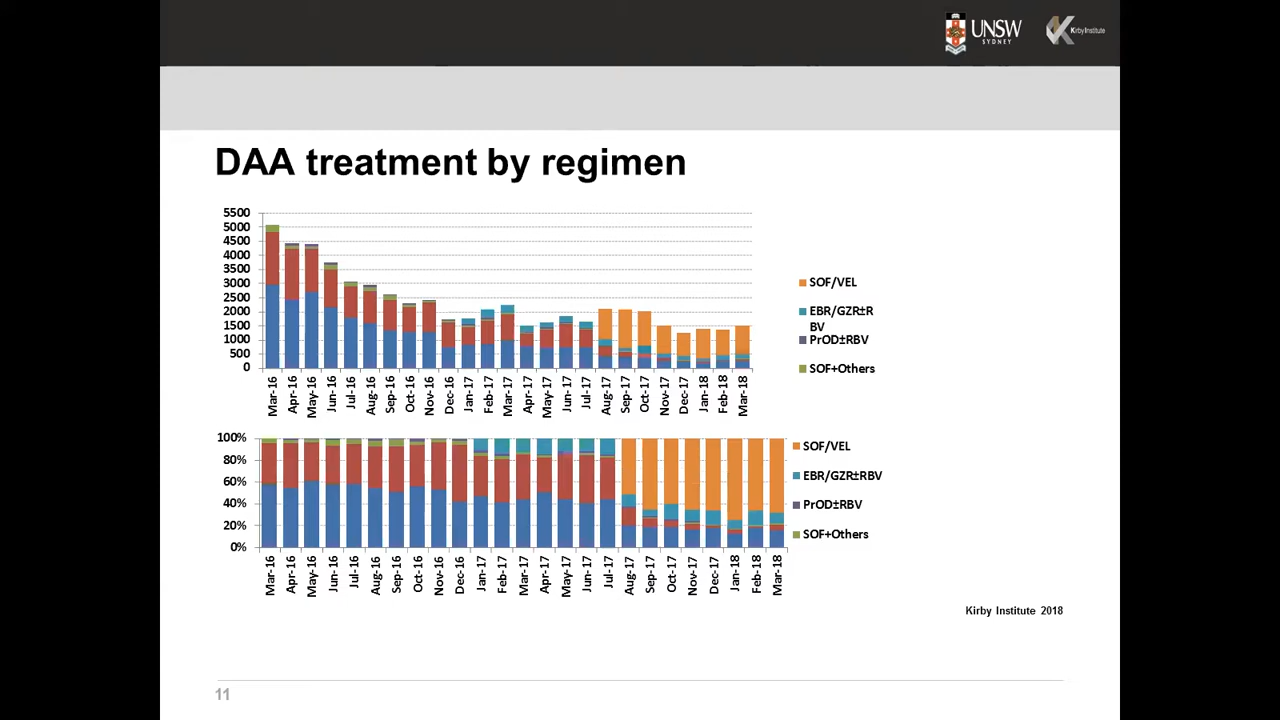 UNSW
SYDNEY
Kirby Institute
DAA treatment by regimen
5500
5000
4500
4000
3500
3000
2500
2000
1500
1000
500
0
Mar-16
Apr-16
May-16
Jun-16
Jul-16
Aug-16
Sep-16
Oct-16
Nov-16
Dec-16
Jan-17
Feb-17
Mar-17
Apr-17
May-17
Jun-17
Jul-17
Aug-17
Sep-17
Oct-17
Nov-17
Dec-17
Jan-18
Feb-18
Mar-18
SOF/VEL
EBR/GZR±R
BV
PrOD±RBV
SOF+Others
100%
80%
60%
40%
20%
0%
Mar-16
Apr-16
May-16
Jun-16
Jul-16
Aug-16
Sep-16
Oct-16
Nov-16
Dec-16
Jan-17
Feb-17
Mar-17
Apr-17
May-17
Jun-17
Jul-17
Aug-17
Sep-17
Oct-17
Nov-17
Dec-17
Jan-18
Feb-18
Mar-18
SOF/VEL
EBR/GZR±RBV
PrOD±RBV
SOF+Others
Kirby Institute 2018
11